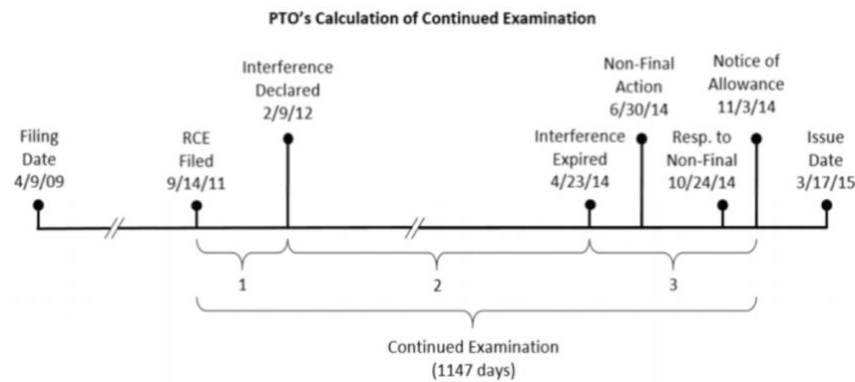 PTO's Calculation of Continued Examination
Interference
Declared
2/9/12
Non-Final
Action
6/30/14
Notice of
Allowance
11/3/14
Filing
Date
4/9/09
RCE
Filed
9/14/11
Interference
Expired
4/23/14
Resp. to
Non-Final
10/24/14
Issue
Date
3/17/15
1
2
3
Continued Examination
(1147 days)